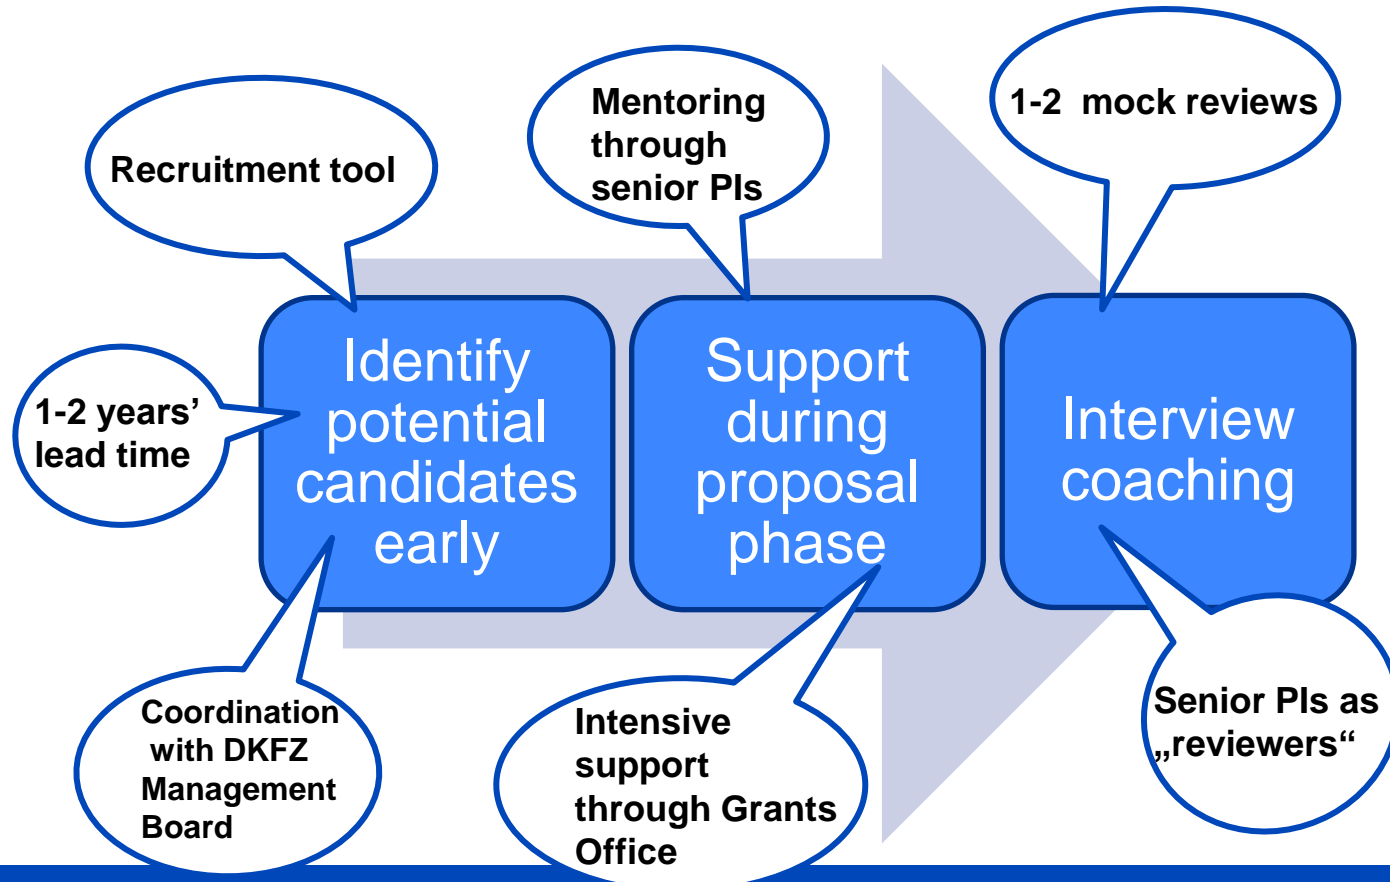 Recruitment tool
Mentoring
through
senior PIs
1-2  mock reviews
1-2 years’
lead time
Identify
potential
candidates
early
Support
during
proposal
phase
Interview
coaching
Coordination
with DKFZ
Management
Board
Intensive
support
through Grants
Office
Senior PIs as
„reviewers“